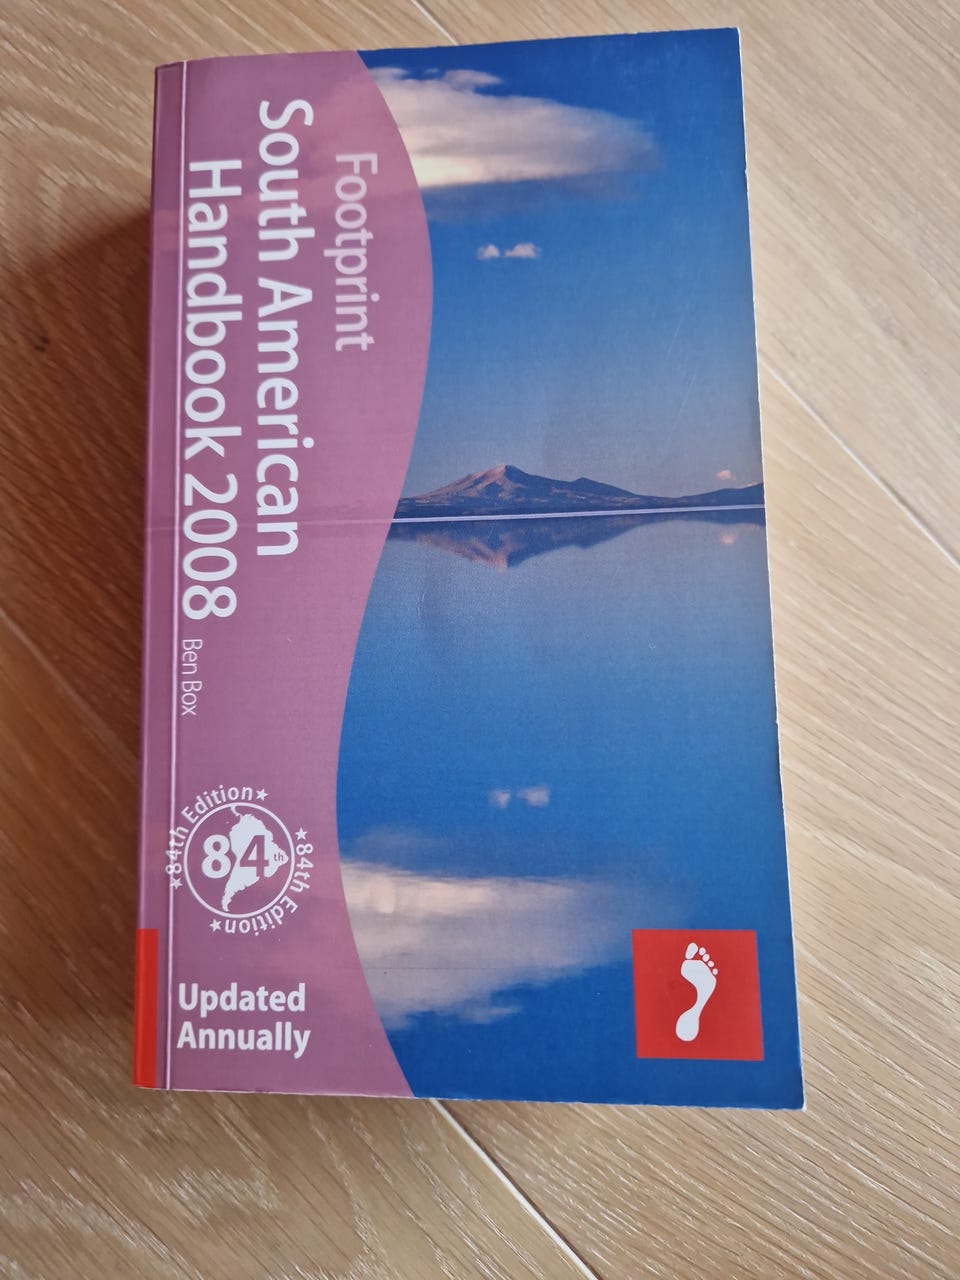 Footprint
South American
Handbook 2008
Ben Box
★ 84th Edition ★
84th
★ 84th Edition ★
Updated
Annually